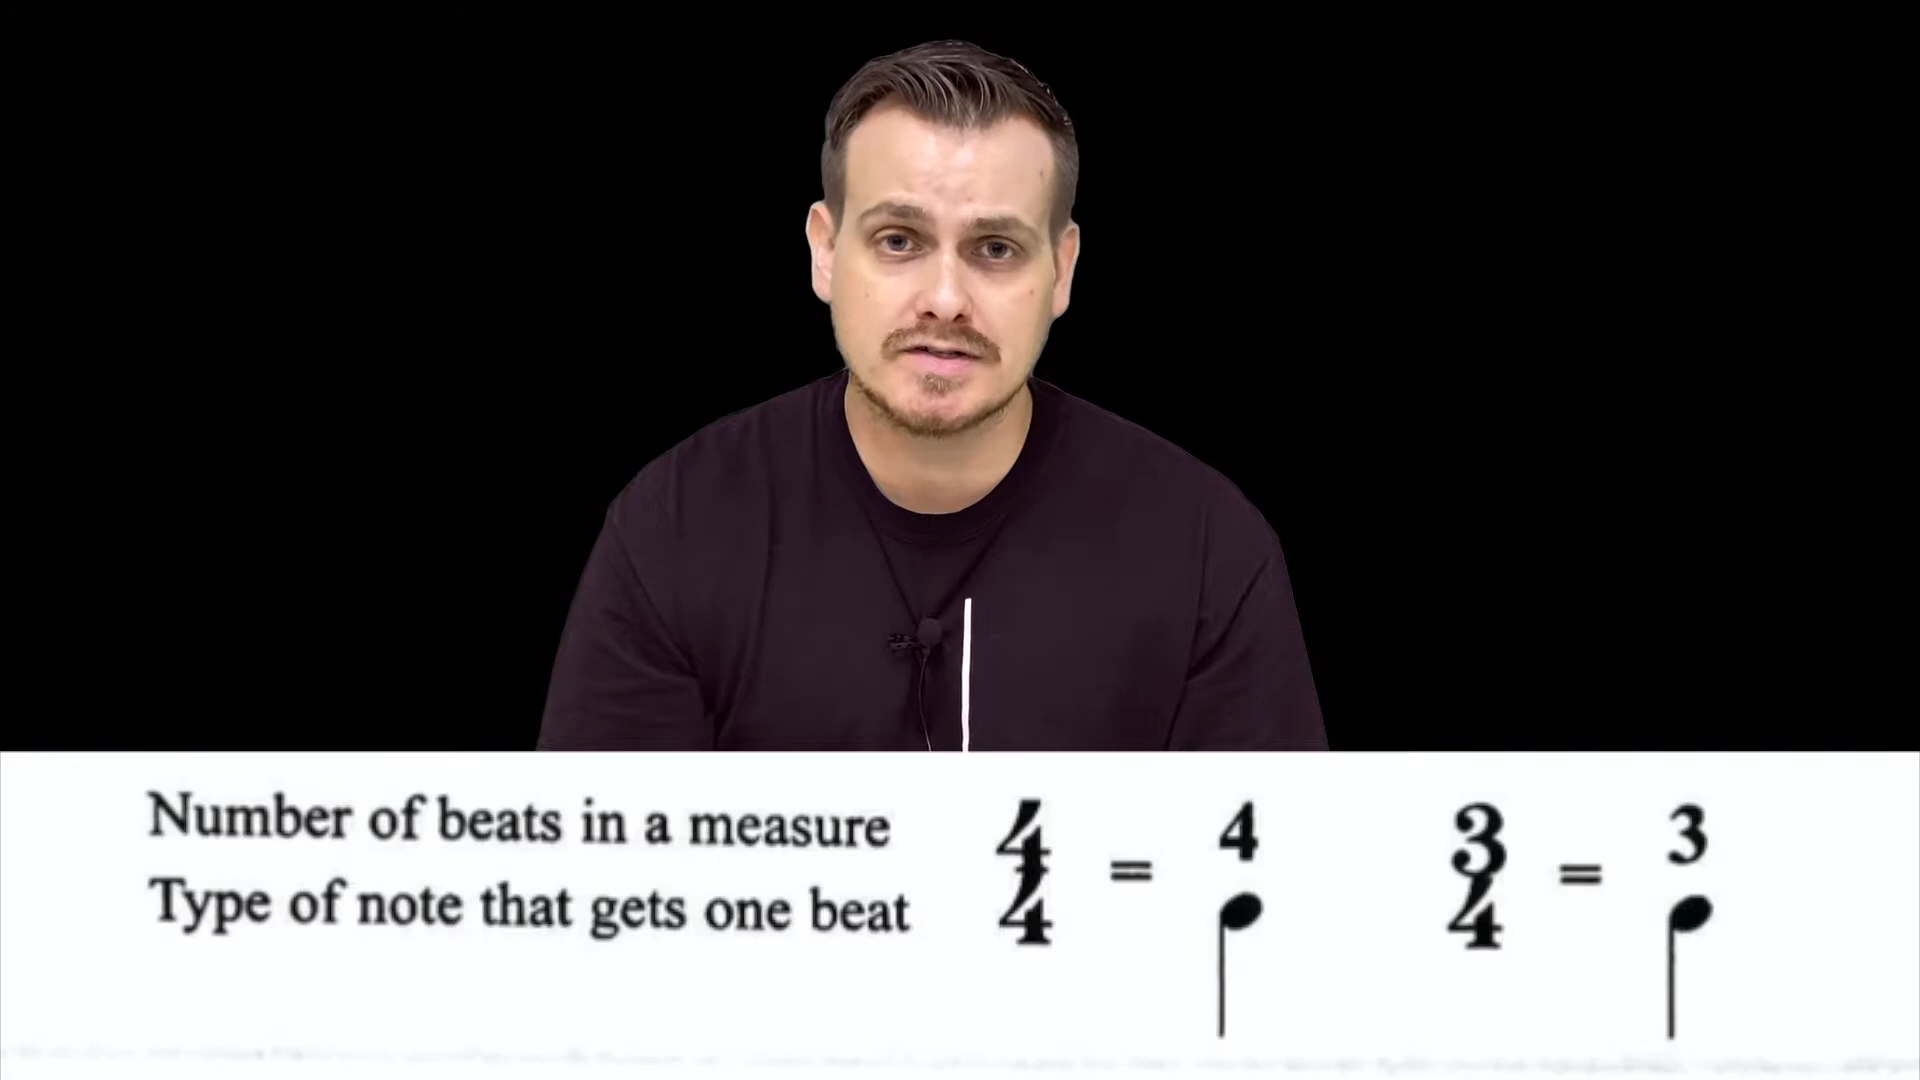 Number of beats in a measure
Type of note that gets one beat
4 = 4
4
3 = 3
4